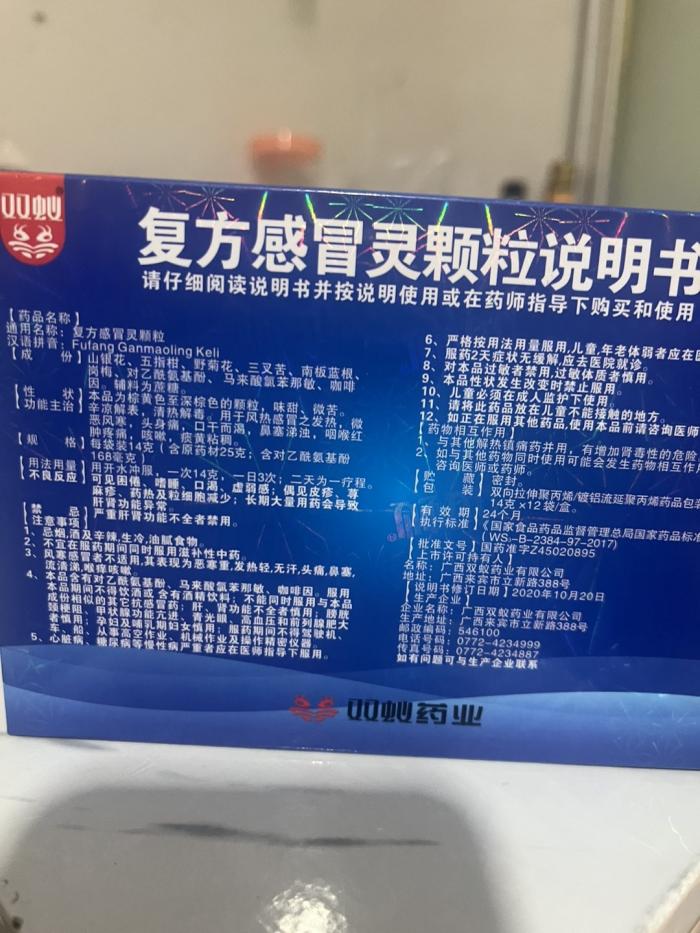 双蚁
复方感冒灵颗粒说明书
请仔细阅读说明书并按说明使用或在药师指导下购买和使用
【药品名称】
通用名称：复方感冒灵颗粒
汉语拼音：Fufang Ganmaoling Keli
【成 份】山银花、五指柑、野菊花、三叉苦、南板蓝根、
岗梅、对乙酰氨基酚、马来酸氯苯那敏、咖啡
因。辅料为蔗糖。
【性 状】本品为棕黄色至深棕色的颗粒，味甜、微苦。
【功能主治】辛凉解表，清热解毒。用于风热感冒之发热，微
恶风寒，头身痛，口干而渴，鼻塞涕浊，咽喉红
肿疼痛，咳嗽，痰黄粘稠。
【规 格】每袋装14克（含原药材25克；含对乙酰氨基酚
168毫克）
【用法用量】用开水冲服，一次14克，一日3次；二天为一疗程。
【不良反应】可见困倦、嗜睡、口渴、虚弱感；偶见皮疹、荨
麻疹、药热及粒细胞减少；长期大量用药会导致
肝肾功能异常。
【禁 忌】严重肝肾功能不全者禁用。
【注意事项】
1、忌烟、酒及辛辣、生冷、油腻食物。
2、不宜在服药期间同时服用滋补性中药。
3、风寒感冒者不适用，其表现为恶寒重，发热轻，无汗，头痛，鼻塞，
流清涕，喉痒咳嗽。
4、本品含有对乙酰氨基酚、马来酸氯苯那敏、咖啡因。服用
本品期间不得饮酒或含有酒精饮料；不能同时服用与本品
成份相似的其它抗感冒药；肝、肾功能不全者慎用；膀胱
颈梗阻、甲状腺功能亢进、青光眼、高血压和前列腺肥大
者慎用；孕妇及哺乳期妇女慎用；服药期间不得驾驶机、
车、船、从事高空作业、机械作业及操作精密仪器。
5、心脏病、糖尿病等慢性病严重者应在医师指导下服用。
6、严格按用法用量服用，儿童、年老体弱者应在医
7、服药2天症状无缓解，应去医院就诊。
8、对本品过敏者禁用，过敏体质者慎用。
9、本品性状发生改变时禁止服用。
10、儿童必须在成人监护下使用。
11、请将此药品放在儿童不能接触的地方。
12、如正在服用其他药品，使用本品前请咨询医师
【药物相互作用】
1、与其他解热镇痛药并用，有增加肾毒性的危险
2、如与其他药物同时使用可能会发生药物相互作
咨询医师或药师。
【贮 藏】密封。
【包 装】双向拉伸聚丙烯/镀铝流延聚丙烯药品包
14克×12袋/盒。
【有 效 期】24个月
【执行标准】《国家食品药品监督管理总局国家药品标
（WS₃-B-2384-97-2017）
【批准文号】国药准字Z45020895
【上市许可持有人】
名称：广西双蚁药业有限公司
地址：广西来宾市立新路388号
【说明书修订日期】2020年10月20日
【生产企业】
企业名称：广西双蚁药业有限公司
生产地址：广西来宾市立新路388号
邮政编码：546100
电话号码：0772-4234999
传真号码：0772-4234887
如有问题可与生产企业联系
双蚁药业